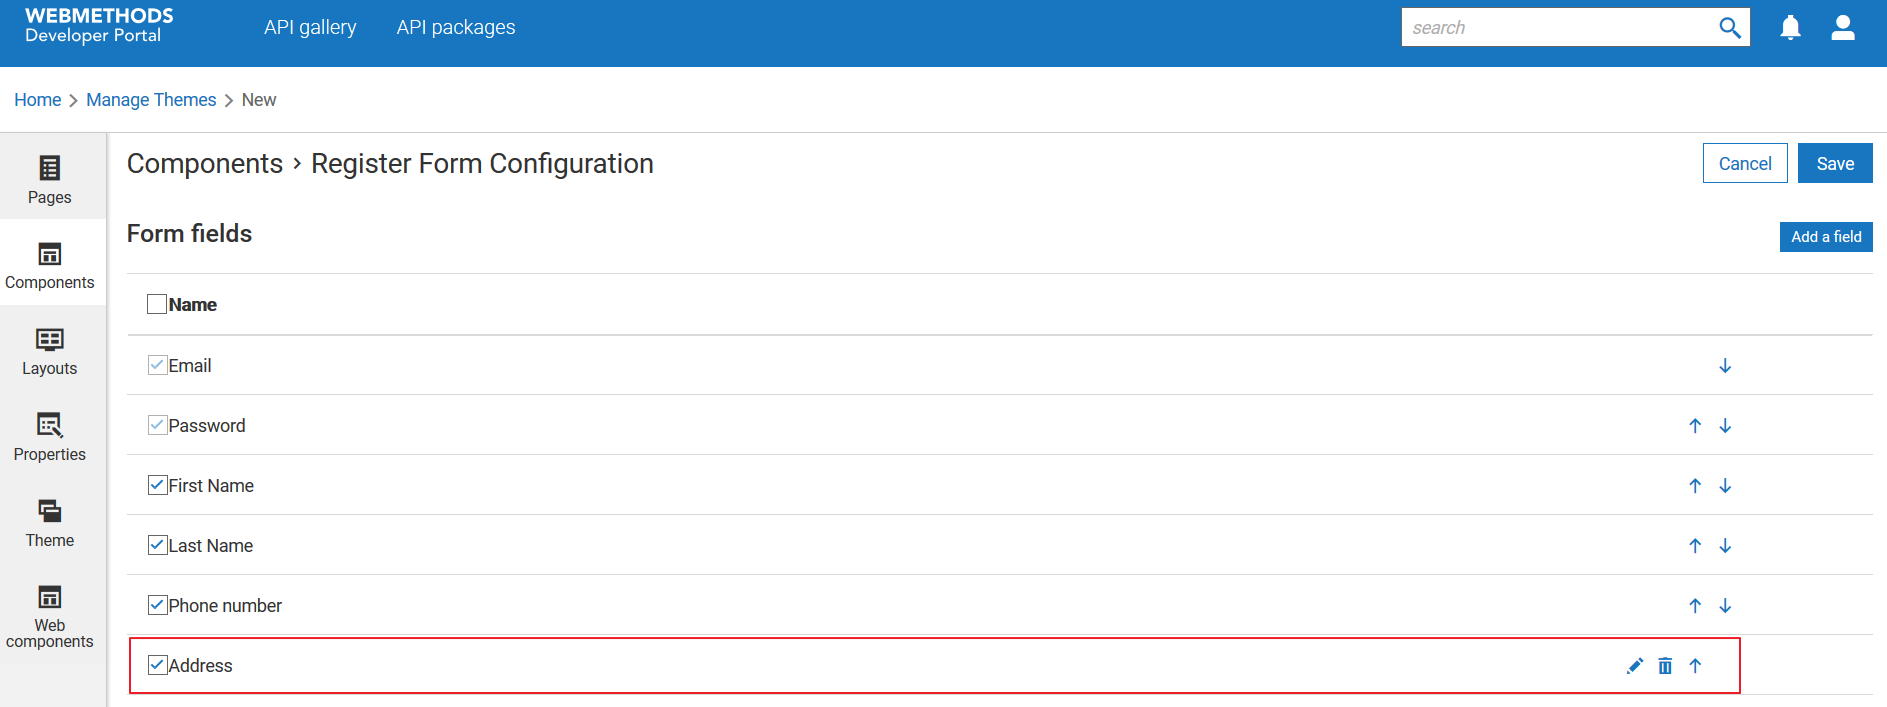 WEBMETHODS
Developer Portal
API gallery
API packages
search
Home > Manage Themes > New
Pages
Components
Layouts
Properties
Theme
Web
components
Components > Register Form Configuration
Cancel
Save
Form fields
Add a field
Name
Email
Password
First Name
Last Name
Phone number
Address